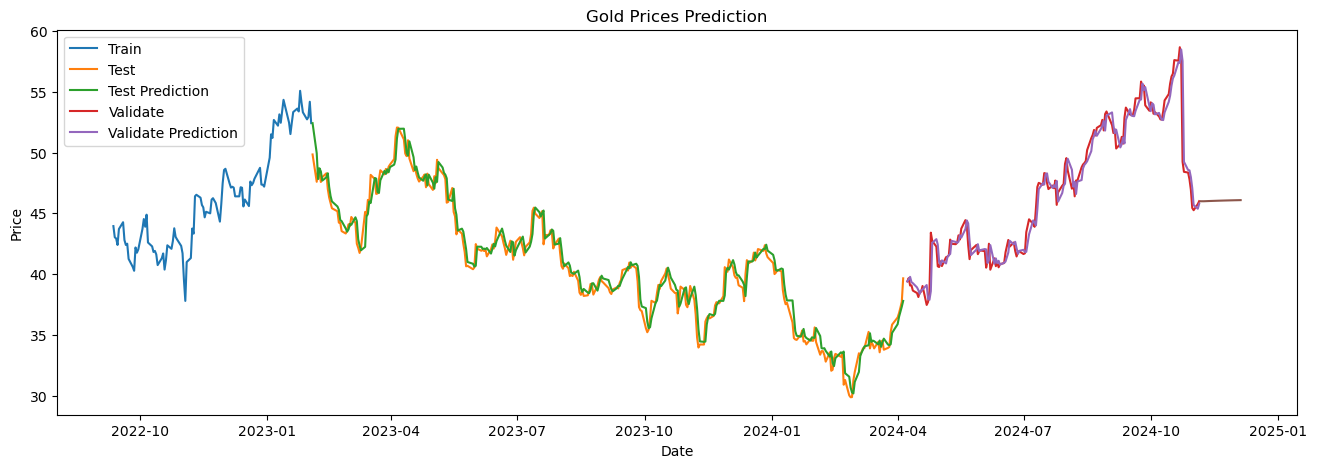 Gold Prices Prediction
Train
Test
Test Prediction
Validate
Validate Prediction
Price
60
55
50
45
40
35
30
2022-10 2023-01 2023-04 2023-07 2023-10 2024-01 2024-04 2024-07 2024-10 2025-01
Date